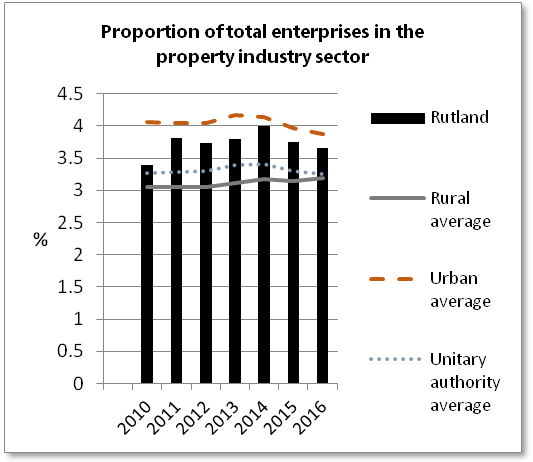 Proportion of total enterprises in the
property industry sector
4.5
4
3.5
3
2.5
2
1.5
1
0.5
0
%
2010
2011
2012
2013
2014
2015
2016
Rutland
Rural
average
Urban
average
Unitary
authority
average